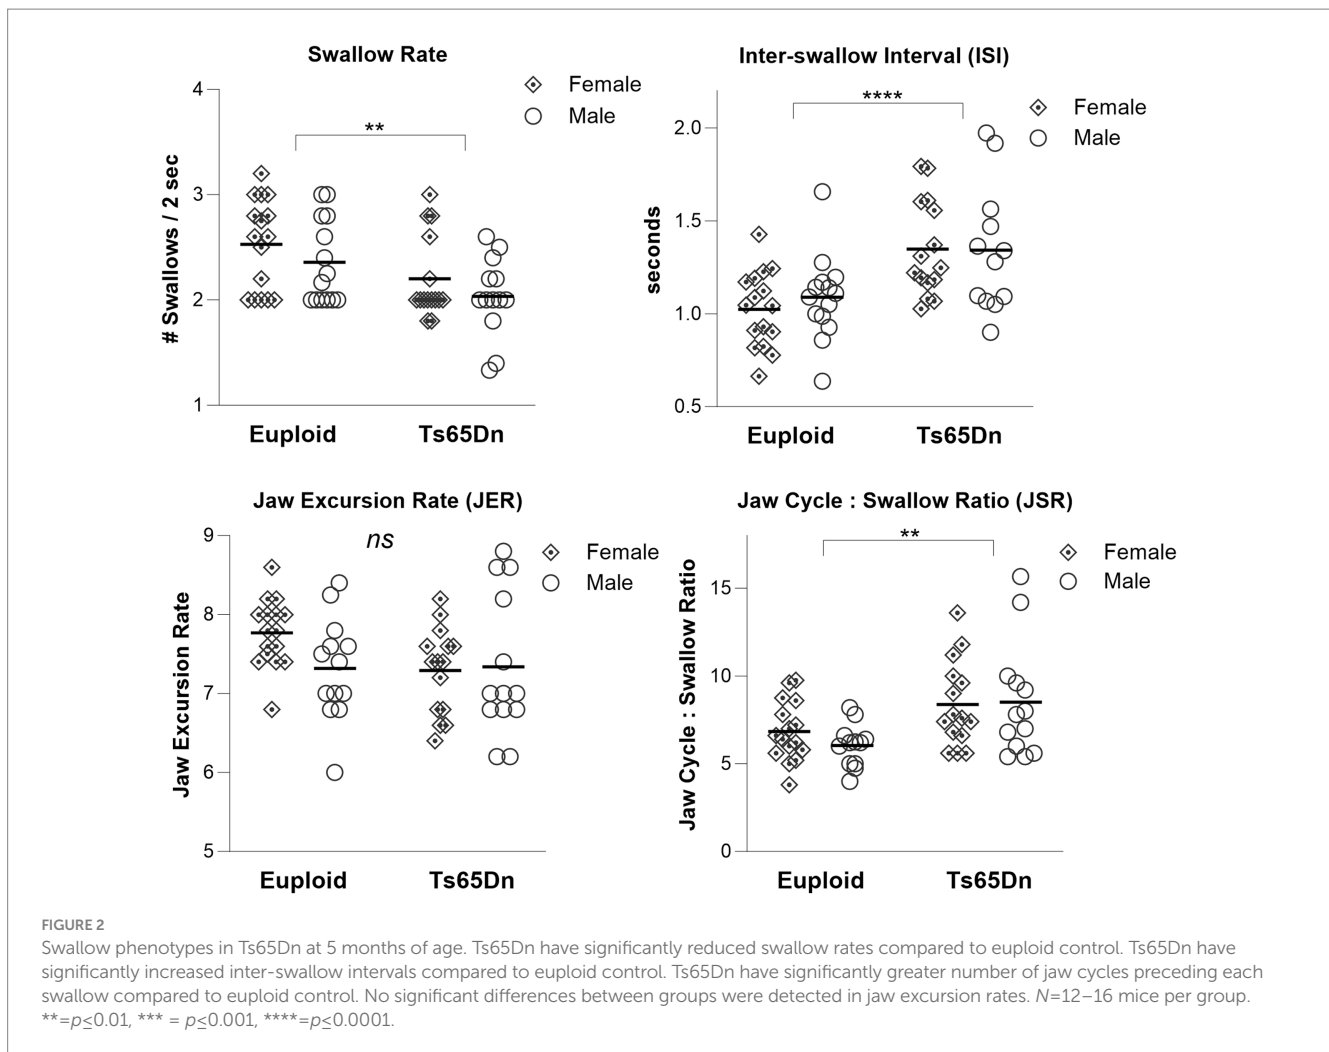 Swallow Rate
4
3
2
1
# Swallows / 2 sec
**
Female
Male
Euploid
Ts65Dn
Inter-swallow Interval (ISI)
2.0
1.5
1.0
0.5
seconds
****
Female
Male
Euploid
Ts65Dn
Jaw Excursion Rate (JER)
9
8
7
6
5
Jaw Excursion Rate
ns
Female
Male
Euploid
Ts65Dn
Jaw Cycle : Swallow Ratio (JSR)
15
10
5
0
Jaw Cycle : Swallow Ratio
**
Female
Male
Euploid
Ts65Dn
FIGURE 2
Swallow phenotypes in Ts65Dn at 5 months of age. Ts65Dn have significantly reduced swallow rates compared to euploid control. Ts65Dn have
significantly increased inter-swallow intervals compared to euploid control. Ts65Dn have significantly greater number of jaw cycles preceding each
swallow compared to euploid control. No significant differences between groups were detected in jaw excursion rates. N=12–16 mice per group.
**=p≤0.01, *** = p≤0.001, ****=p≤0.0001.